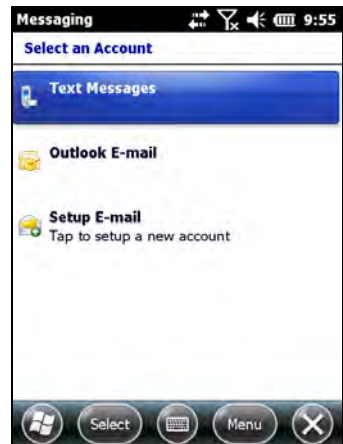 Messaging 9:55
Select an Account
Text Messages
Outlook E-mail
Setup E-mail
Tap to setup a new account
Select Menu